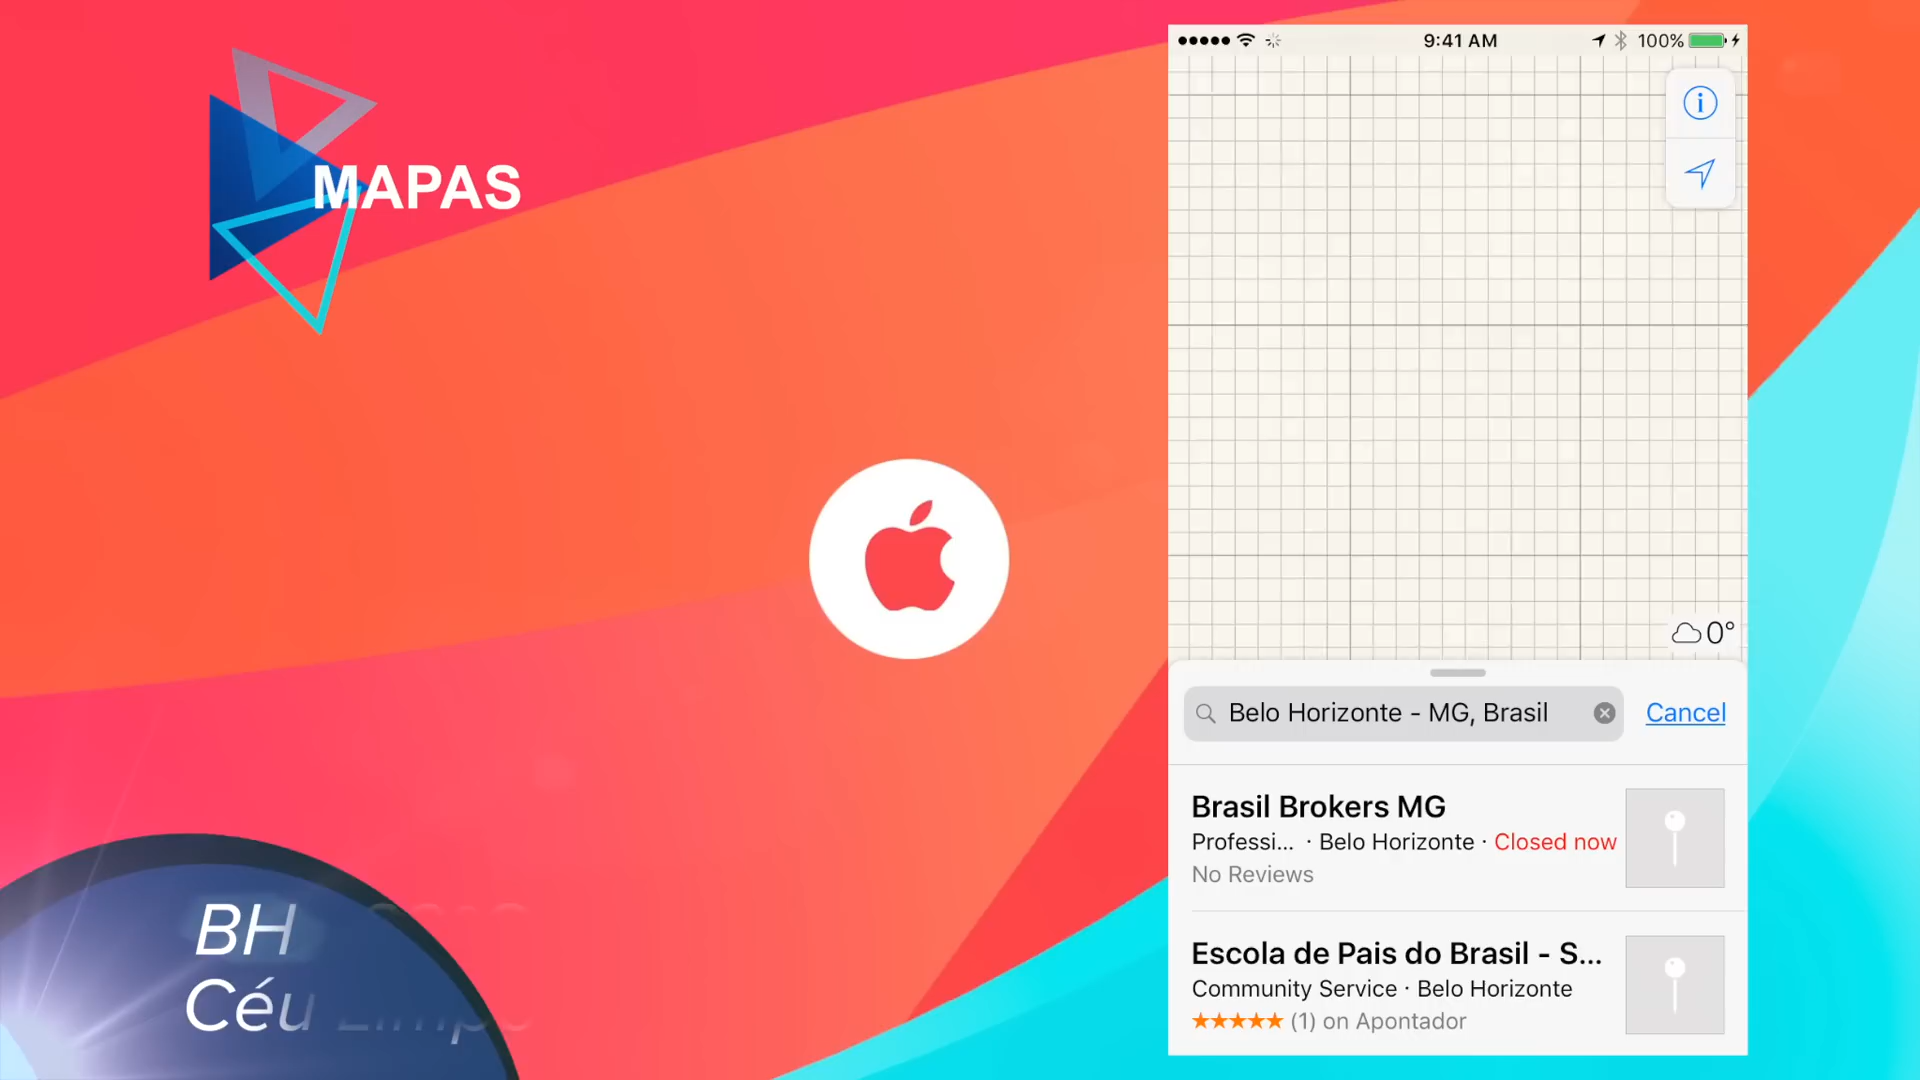 MAPAS
BH
Céu
9:41 AM
100%
0°
Belo Horizonte - MG, Brasil
Cancel
Brasil Brokers MG
Professi... · Belo Horizonte · Closed now
No Reviews
Escola de Pais do Brasil - S...
Community Service · Belo Horizonte
★★★★★ (1) on Apontador